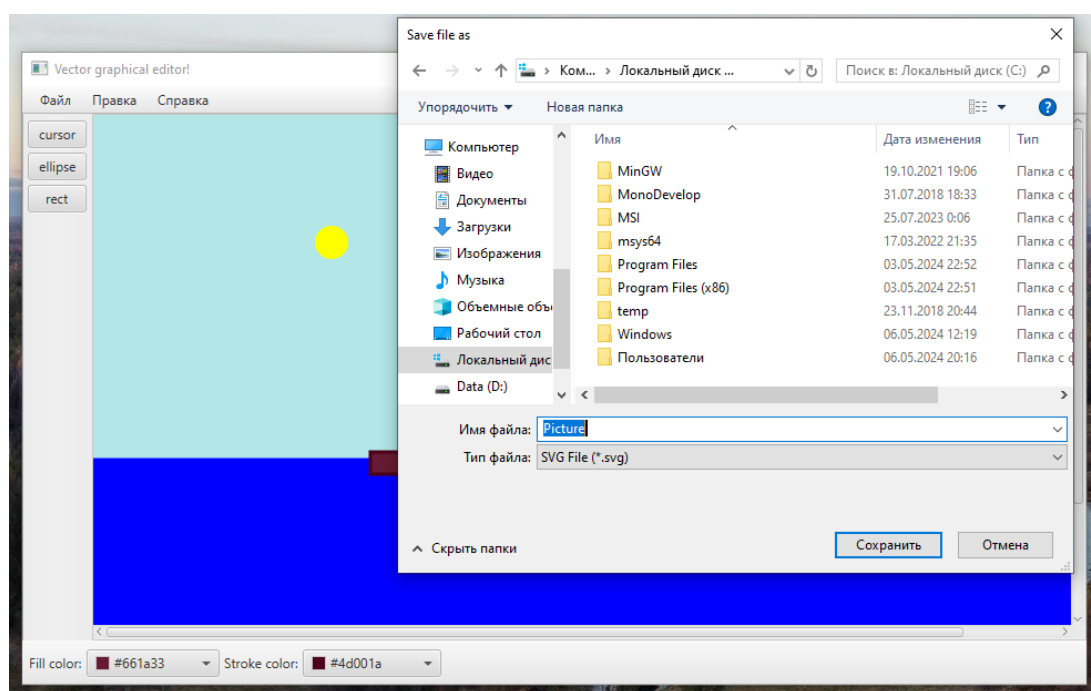 Save file as
Vector graphical editor!
Файл Правка Справка
cursor
ellipse
rect
Ком... › Локальный диск ...
Поиск в: Локальный диск (C:)
Упорядочить
Новая папка
Компьютер
Видео
Документы
Загрузки
Изображения
Музыка
Объемные объ
Рабочий стол
Локальный дис
Data (D:)
Имя Дата изменения Тип
MinGW 19.10.2021 19:06 Папка с ф
MonoDevelop 31.07.2018 18:33 Папка с ф
MSI 25.07.2023 0:06 Папка с ф
msys64 17.03.2022 21:35 Папка с ф
Program Files 03.05.2024 22:52 Папка с ф
Program Files (x86) 03.05.2024 22:51 Папка с ф
temp 23.11.2018 20:44 Папка с ф
Windows 06.05.2024 12:19 Папка с ф
Пользователи 06.05.2024 20:16 Папка с ф
Имя файла: Picture
Тип файла: SVG File (*.svg)
Скрыть папки
Сохранить
Отмена
Fill color: #661a33 Stroke color: #4d001a